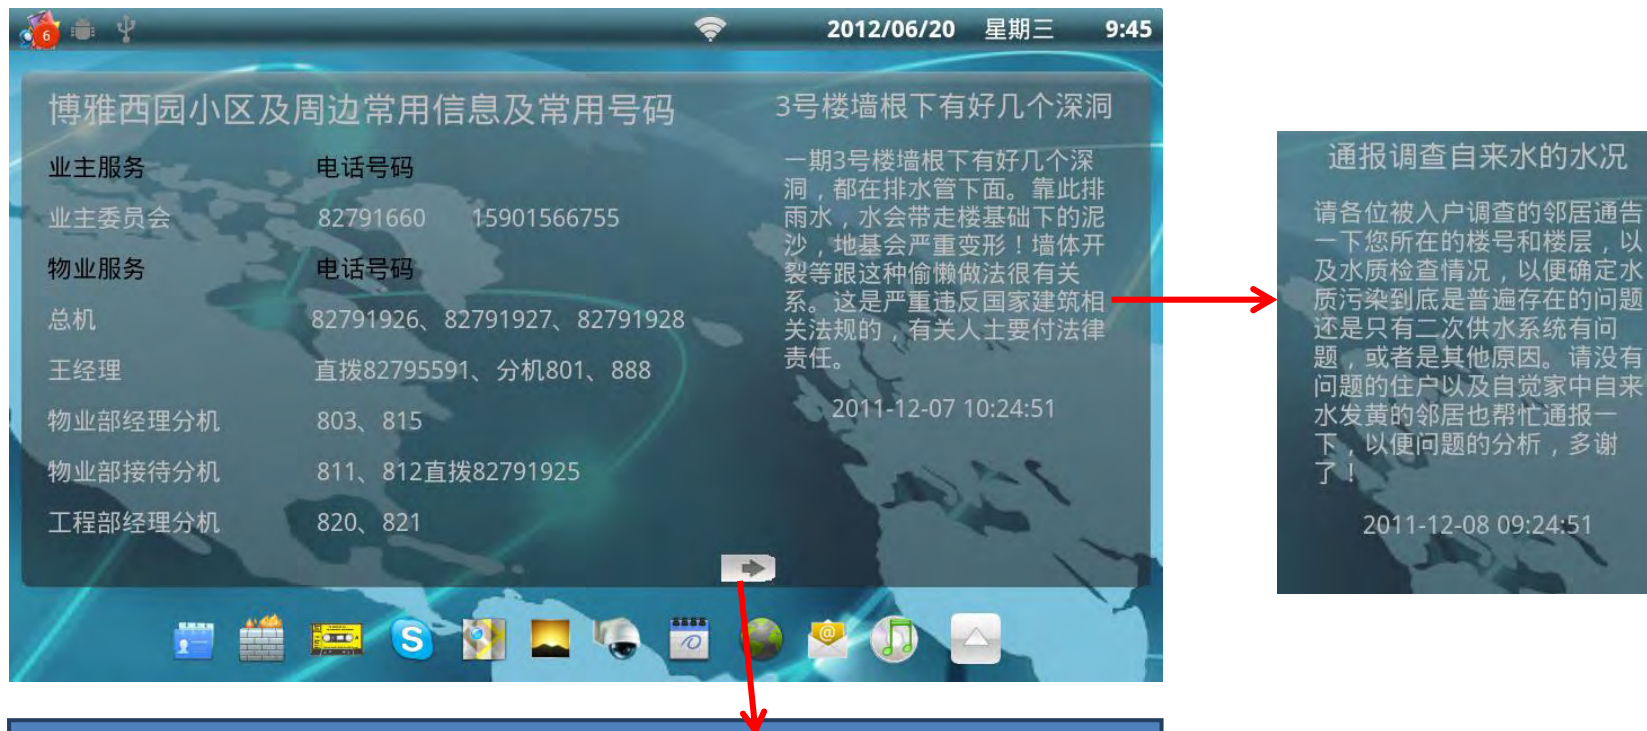 6
2012/06/20 星期三 9:45
博雅西园小区及周边常用信息及常用号码
业主服务 电话号码
业主委员会 82791660 15901566755
物业服务 电话号码
总机 82791926、82791927、82791928
王经理 直拨82795591、分机801、888
物业部经理分机 803、815
物业部接待分机 811、812直拨82791925
工程部经理分机 820、821
3号楼墙根下有好几个深洞
一期3号楼墙根下有好几个深
洞，都在排水管下面。靠此排
雨水，水会带走楼基础下的泥
沙，地基会严重变形！墙体开
裂等跟这种偷懒做法很有关
系。这是严重违反国家建筑相
关法规的，有关人士要付法律
责任。
2011-12-07 10:24:51
通报调查自来水的水况
请各位被入户调查的邻居通告
一下您所在的楼号和楼层，以
及水质检查情况，以便确定水
质污染到底是普遍存在的问题
还是只有二次供水系统有问
题，或者是其他原因。请没有
问题的住户以及自觉家中自来
水发黄的邻居也帮忙通报一
下，以便问题的分析，多谢
了！
2011-12-08 09:24:51